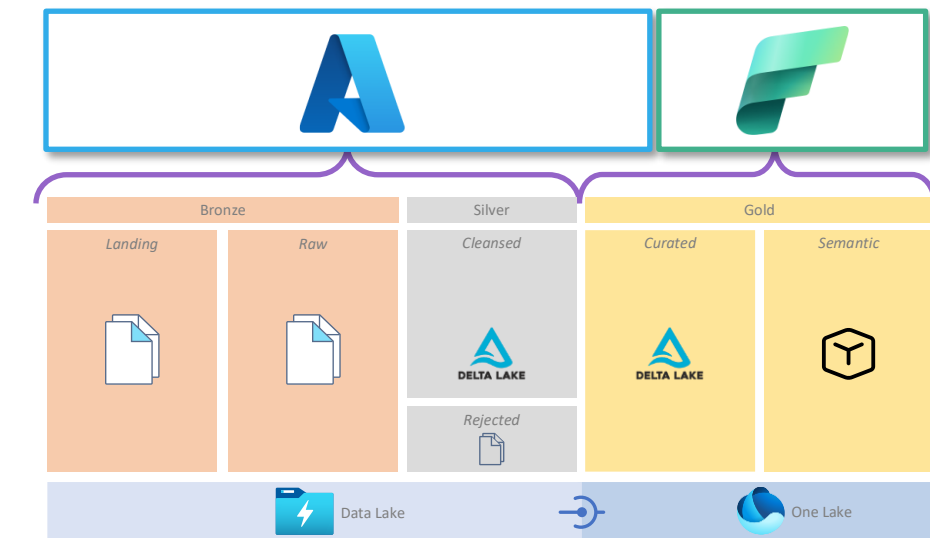 Bronze
Silver
Gold
Landing
Raw
Cleansed
Curated
Semantic
DELTA LAKE
DELTA LAKE
Rejected
Data Lake
One Lake